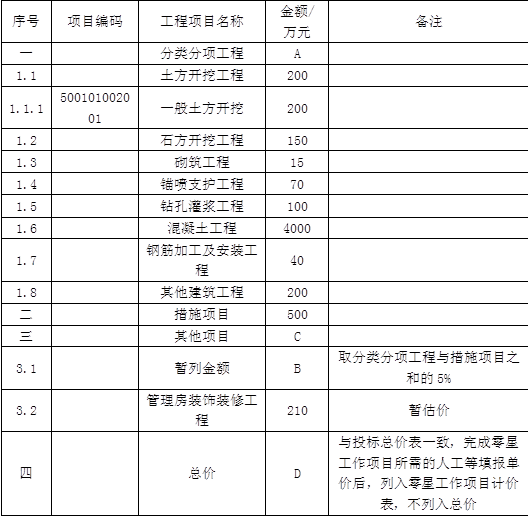 序号 项目编码 工程项目名称 金额/ 备注
万元
一 分类分项工程 A
1.1 土方开挖工程 200
1.1.1 5001010020 一般土方开挖 200
01
1.2 石方开挖工程 150
1.3 砌筑工程 15
1.4 锚喷支护工程 70
1.5 钻孔灌浆工程 100
1.6 混凝土工程 4000
1.7 钢筋加工及安装工 40
程
1.8 其他建筑工程 200
二 措施项目 500
三 其他项目 C
3.1 暂列金额 B 取分类分项工程与措施项目之
和的5%
3.2 管理房装饰装修工 210 暂估价
程
四 总价 D 与投标总价表一致，完成零星
工作项目所需的人工等填报单
价后，列入零星工作项目计价
表，不列入总价